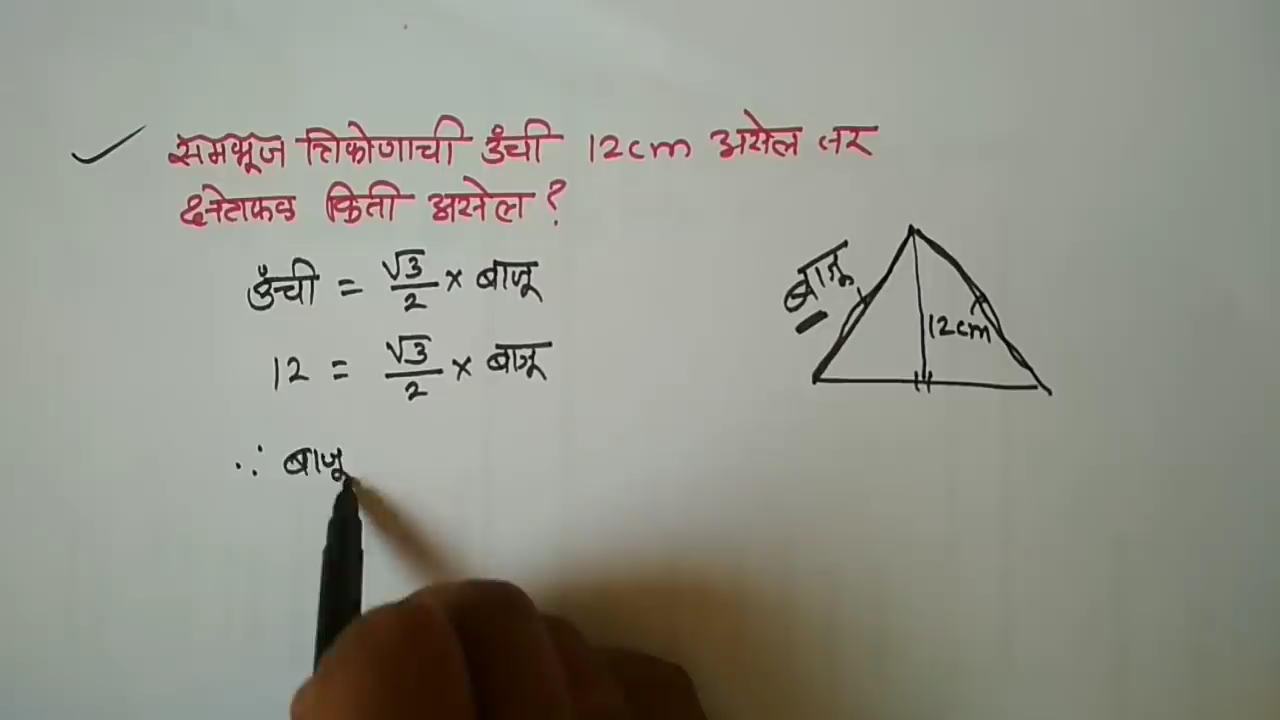 समभूज त्रिकोणाची उंची 12cm असेल तर
क्षेत्रफळ किती असेल ?
उंची = √3/2 × बाजू
12 = √3/2 × बाजू
∵ बाजू
बाजू
12cm